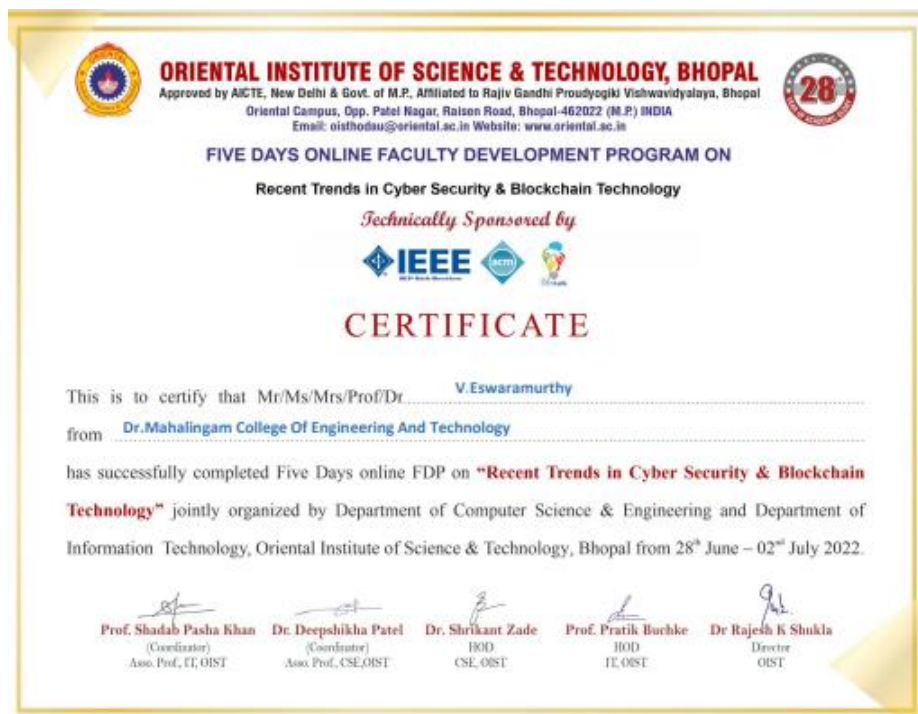 ORIENTAL INSTITUTE OF SCIENCE & TECHNOLOGY, BHOPAL
Approved by AICTE, New Delhi & Govt. of M.P., Affiliated to Rajiv Gandhi Proudyogiki Vishwavidyalaya, Bhopal
Oriental Campus, Opp. Patel Nagar, Raisen Road, Bhopal-462022 (M.P.) INDIA
Email: oisthodau@oriental.ac.in Website: www.oriental.ac.in
28
FIVE DAYS ONLINE FACULTY DEVELOPMENT PROGRAM ON
Recent Trends in Cyber Security & Blockchain Technology
Technically Sponsored by
IEEE acm
CERTIFICATE
This is to certify that Mr/Ms/Mrs/Prof/Dr V.Eswaramurthy
from Dr.Mahalingam College Of Engineering And Technology
has successfully completed Five Days online FDP on “Recent Trends in Cyber Security & Blockchain
Technology” jointly organized by Department of Computer Science & Engineering and Department of
Information Technology, Oriental Institute of Science & Technology, Bhopal from 28th June – 02nd July 2022.
Prof. Shadab Pasha Khan Dr. Deepshikha Patel Dr. Shrikant Zade Prof. Pratik Buchke Dr Rajesh K Shukla
(Coordinator) (Coordinator) HOD HOD Director
Asso. Prof., IT, OIST Asso. Prof., CSE,OIST CSE, OIST IT, OIST OIST